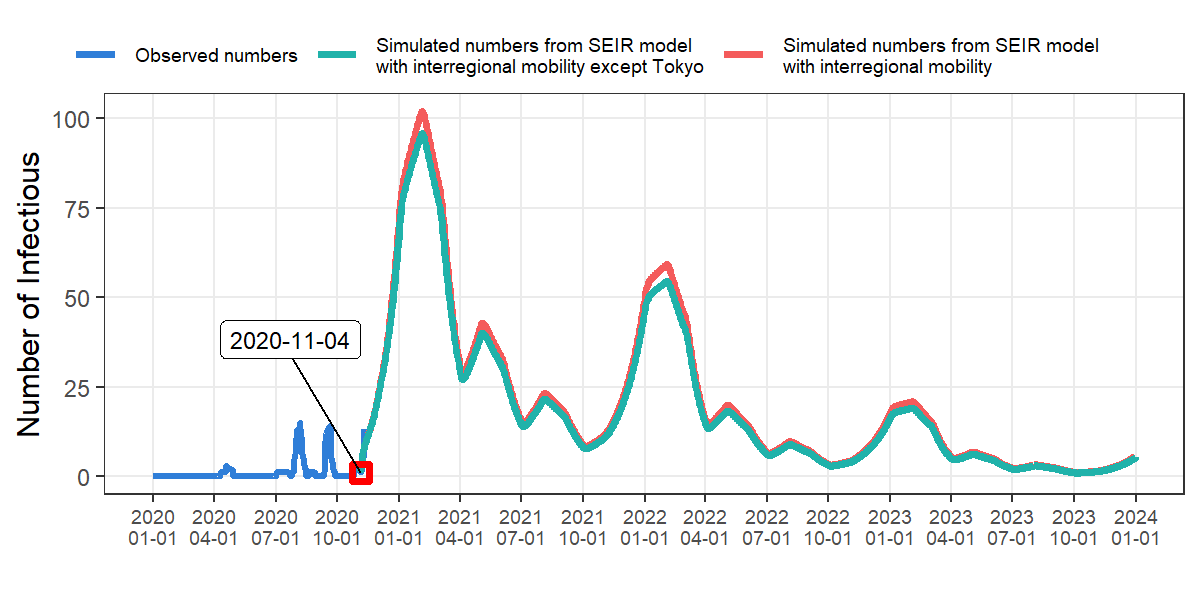 Observed numbers
Simulated numbers from SEIR model
with interregional mobility except Tokyo
Simulated numbers from SEIR model
with interregional mobility
Number of Infectious
100
75
50
25
0
2020-11-04
2020 2020 2020 2020 2021 2021 2021 2021 2022 2022 2022 2022 2023 2023 2023 2023 2024
01-01 04-01 07-01 10-01 01-01 04-01 07-01 10-01 01-01 04-01 07-01 10-01 01-01 04-01 07-01 10-01 01-01